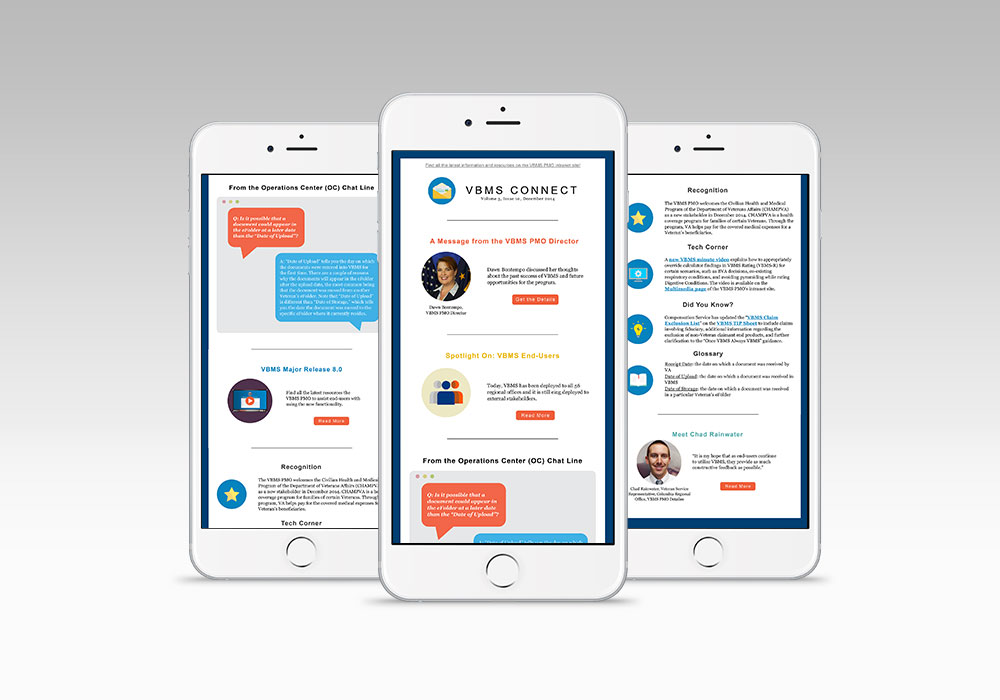 From the Operations Center (OC) Chat Line
Q: Is it possible that a
document could appear in
the eFolder at a later date
than the "Date of Upload"?
A: "Date of Upload" tells you the day on which
the documents were received into VBMS for
the first time. There are a couple of reasons
why the documents may appear in an eFolder
after the upload date, the most common being
that the document was moved from another
Veteran's eFolder. Note that "Date of Upload"
is different than "Date of Storage," which tells
you the date the document was moved to the
specific eFolder where it currently resides.
VBMS Major Release 8.0
Find all the latest resources the
VBMS PMO to assist end-users with
using the new functionality.
Read More
Recognition
The VBMS PMO welcomes the Civilian Health and Medical
Program of the Department of Veterans Affairs (CHAMPVA)
as a new stakeholder in December 2014. CHAMPVA is a
coverage program for families of certain Veterans. Through
program, VA helps pay for the covered medical expenses for
Veteran's beneficiaries.
Tech Corner
Find all the latest information and resources on the VBMS PMO intranet site!
VBMS CONNECT
Volume 3, Issue 12, December 2014
A Message from the VBMS PMO Director
Dawn Bontempo discussed her thoughts
about the past success of VBMS and future
opportunities for the program.
Get the Details
Dawn Bontempo,
VBMS PMO Director
Spotlight On: VBMS End-Users
Today, VBMS has been deployed to all 56
regional offices and it is still eing deployed to
external stakeholders.
Read More
From the Operations Center (OC) Chat Line
Q: Is it possible that a
document could appear in
the eFolder at a later date
than the "Date of Upload"?
Recognition
The VBMS PMO welcomes the Civilian Health and Medical
Program of the Department of Veterans Affairs (CHAMPVA)
as a new stakeholder in December 2014. CHAMPVA is a health
coverage program for families of certain Veterans. Through the
program, VA helps pay for the covered medical expenses for a
Veteran's beneficiaries.
Tech Corner
A new VBMS minute video explains how to appropriately
override calculator findings in VBMS Rating (VBMS-R) for
certain scenarios, such as BVA decisions, co-existing
respiratory conditions, and avoiding pyramiding while rating
Digestive Conditions. The video is available on the
Multimedia page of the VBMS PMO's intranet site.
Did You Know?
Compensation Service has updated the "VBMS Claim
Exclusion List" on the VBMS TIP Sheet to include claims
involving fiduciary, additional information regarding the
exclusion of non-Veteran claimant end products, and further
clarification to the "Once VBMS Always VBMS" guidance.
Glossary
Receipt Date: the date on which a document was received by
VA
Date of Upload: the date on which a document was received in
VBMS
Date of Storage: the date on which a document was received
in a particular Veteran's eFolder
Meet Chad Rainwater
"It is my hope that as end-users continue
to utilize VBMS, they provide as much
constructive feedback as possible."
Read More
Chad Rainwater, Veteran Service
Representative, Columbia Regional
Office, VBMS PMO Detailee